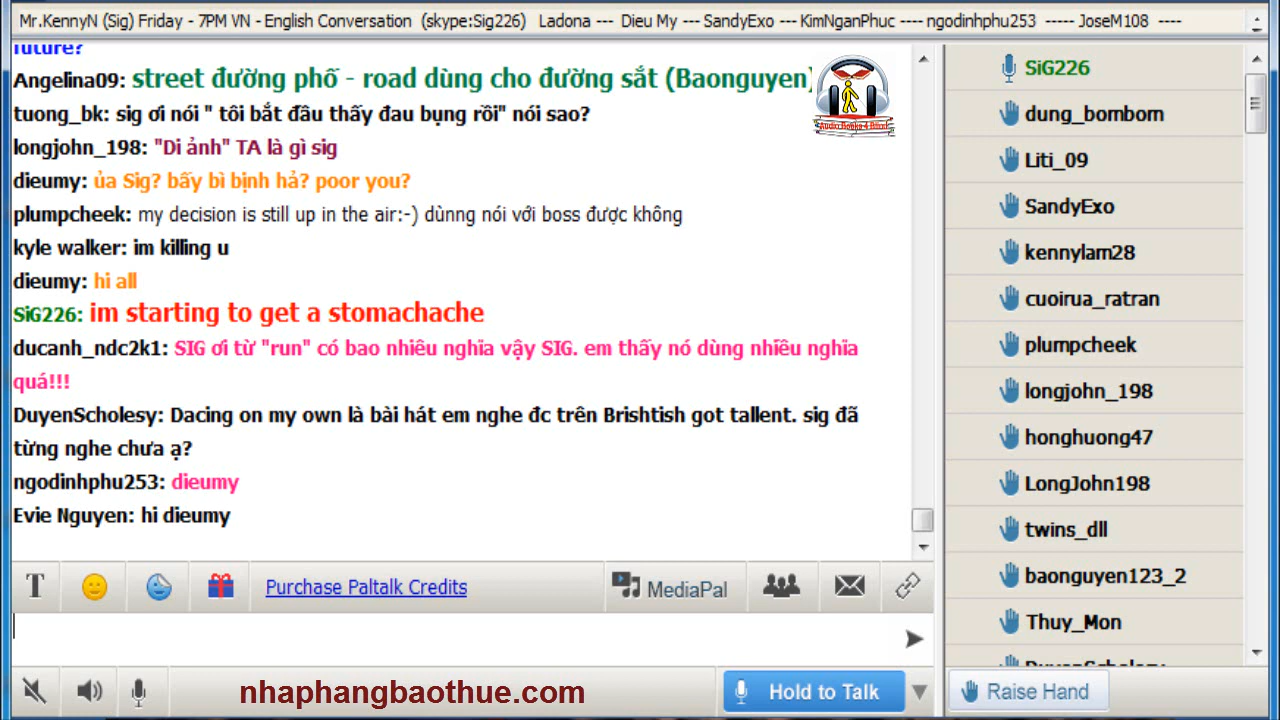 Mr.KennyN (Sig) Friday - 7PM VN - English Conversation (skype:Sig226) Ladona --- Dieu My --- SandyExo --- KimNganPhuc ---- ngodinhphu253 ----- JoseM108 ----
future?
Angelina09: street đường phố - road dùng cho đường sắt (Baonguyen)
tuong_bk: sig ơi nói " tôi bắt đầu thấy đau bụng rồi" nói sao?
longjohn_198: "Di ảnh" TA là gì sig
dieumy: ủa Sig? bấy bì bịnh hả? poor you?
plumpcheek: my decision is still up in the air:-) dùnng nói với boss được không
kyle walker: im killing u
dieumy: hi all
SiG226: im starting to get a stomachache
ducanh_ndc2k1: SIG ơi từ "run" có bao nhiêu nghia vậy SIG. em thấy nó dùng nhiều nghia
quá!!!
DuyenScholesy: Dacing on my own là bài hát em nghe đc trên Brishtish got tallent. sig đã
từng nghe chưa ạ?
ngodinhphu253: dieumy
Evie Nguyen: hi dieumy
T
Purchase Paltalk Credits
MediaPal
nhaphangbaothue.com
Hold to Talk
SiG226
dung_bombom
Liti_09
SandyExo
kennylam28
cuoirua_ratran
plumpcheek
longjohn_198
honghuong47
LongJohn198
twins_dll
baonguyen123_2
Thuy_Mon
DuyenScholesy
Raise Hand